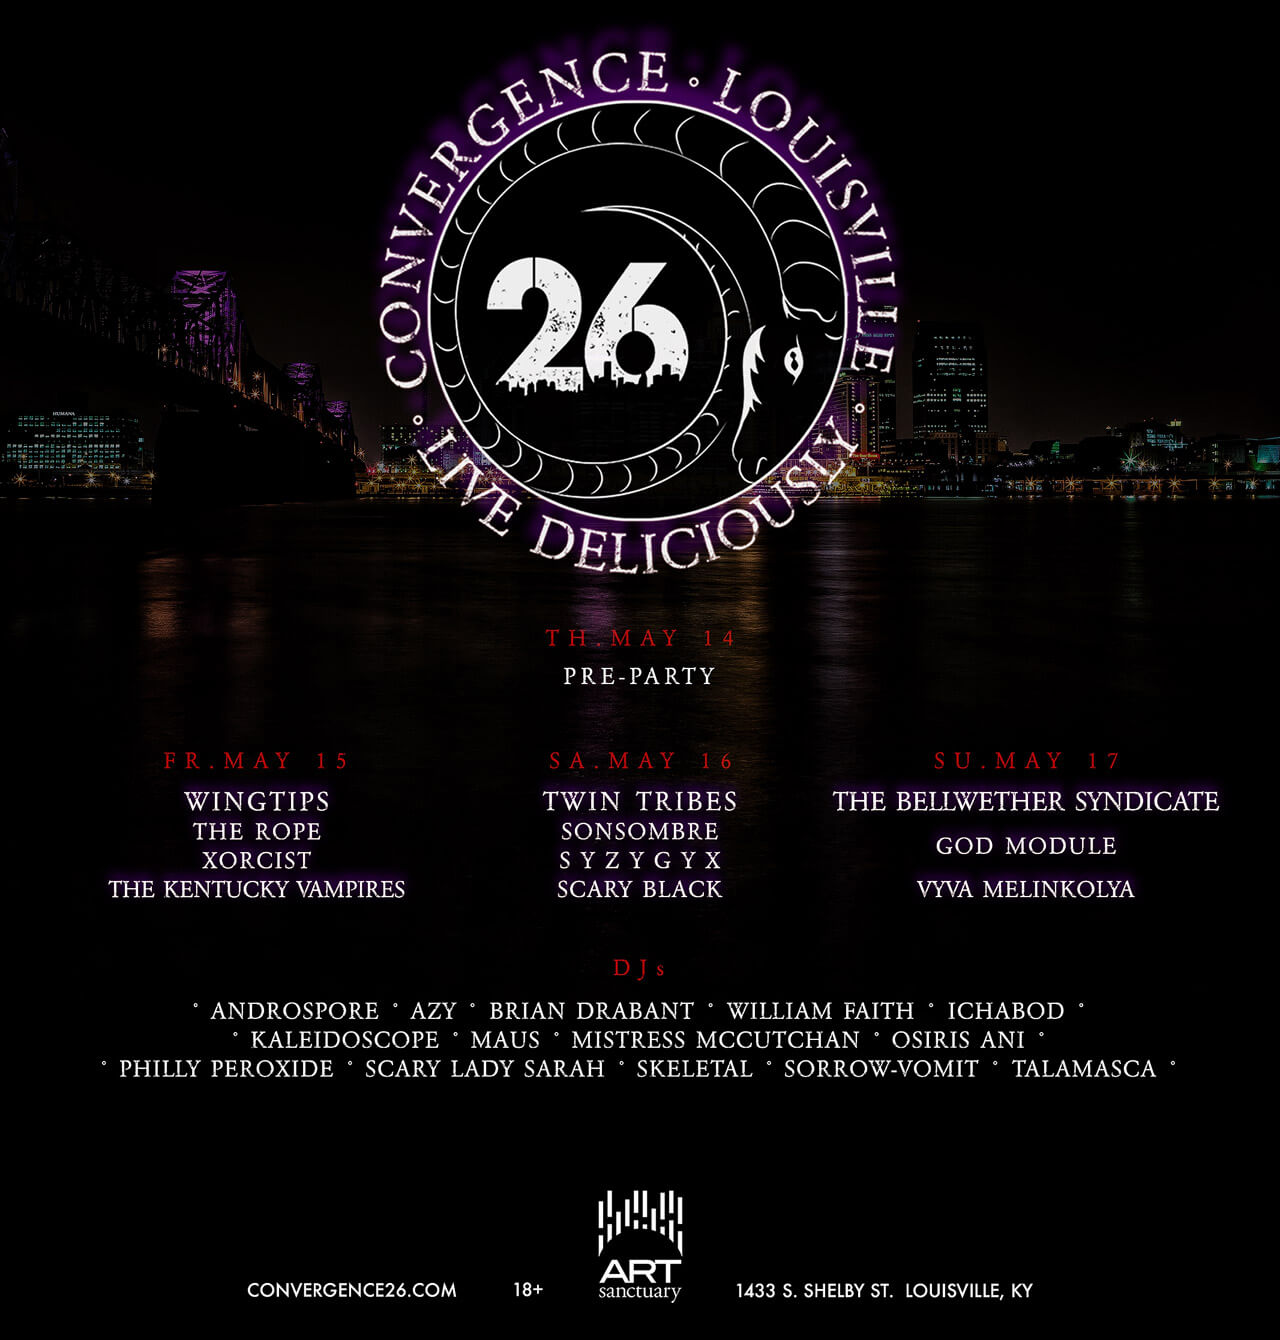 CONVERGENCE ° LOUISVILLE
° LIVE DELICIOUSLY °
26
HUMANA
TH.MAY 14
PRE-PARTY
FR.MAY 15
WINGTIPS
THE ROPE
XORCIST
THE KENTUCKY VAMPIRES
SA.MAY 16
TWIN TRIBES
SONSOMBRE
S Y Z Y G Y X
SCARY BLACK
SU.MAY 17
THE BELLWETHER SYNDICATE
GOD MODULE
VYVA MELINKOLYA
DJs
° ANDROSPORE ° AZY ° BRIAN DRABANT ° WILLIAM FAITH ° ICHABOD °
° KALEIDOSCOPE ° MAUS ° MISTRESS MCCUTCHAN ° OSIRIS ANI °
° PHILLY PEROXIDE ° SCARY LADY SARAH ° SKELETAL ° SORROW-VOMIT ° TALAMASCA °
CONVERGENCE26.COM
18+
ART
sanctuary
1433 S. SHELBY ST. LOUISVILLE, KY